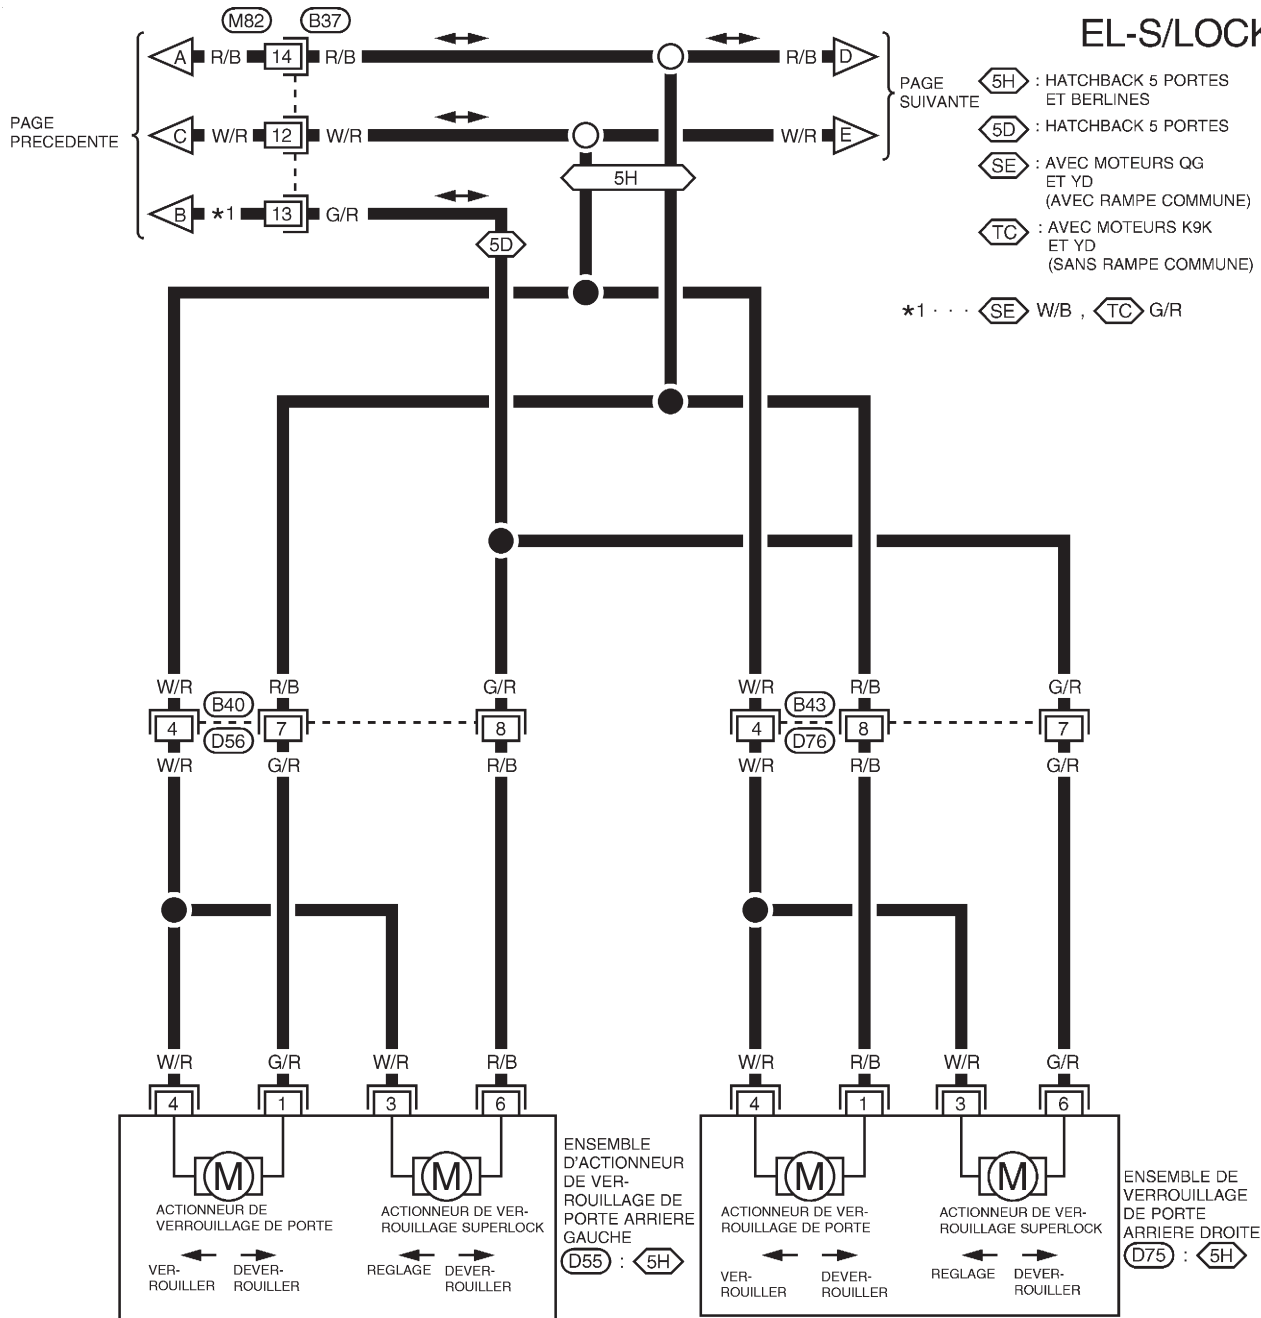 M82 B37
EL-S/LOCK
A R/B 14 R/B R/B D
PAGE
PRECEDENTE
C W/R 12 W/R W/R E
PAGE
SUIVANTE
B *1 13 G/R
5H
5D
5H : HATCHBACK 5 PORTES
ET BERLINES
5D : HATCHBACK 5 PORTES
SE : AVEC MOTEURS QG
ET YD
(AVEC RAMPE COMMUNE)
TC : AVEC MOTEURS K9K
ET YD
(SANS RAMPE COMMUNE)
*1 · · · SE W/B , TC G/R
W/R R/B G/R W/R R/B G/R
B40 B43
4 7 8 4 8 7
D56 D76
W/R G/R R/B W/R R/B G/R
W/R G/R W/R R/B W/R R/B W/R G/R
4 1 3 6 4 1 3 6
M M M M
ACTIONNEUR DE
VERROUILLAGE DE PORTE
VER-
ROUILLER
DEVER-
ROUILLER
ACTIONNEUR DE VER-
ROUILLAGE SUPERLOCK
REGLAGE
DEVER-
ROUILLER
ENSEMBLE
D'ACTIONNEUR
DE VER-
ROUILLAGE DE
PORTE ARRIERE
GAUCHE
D55 : 5H
ACTIONNEUR DE VER-
ROUILLAGE DE PORTE
VER-
ROUILLER
DEVER-
ROUILLER
ACTIONNEUR DE VER-
ROUILLAGE SUPERLOCK
REGLAGE
DEVER-
ROUILLER
ENSEMBLE DE
VERROUILLAGE
DE PORTE
ARRIERE DROITE
D75 : 5H